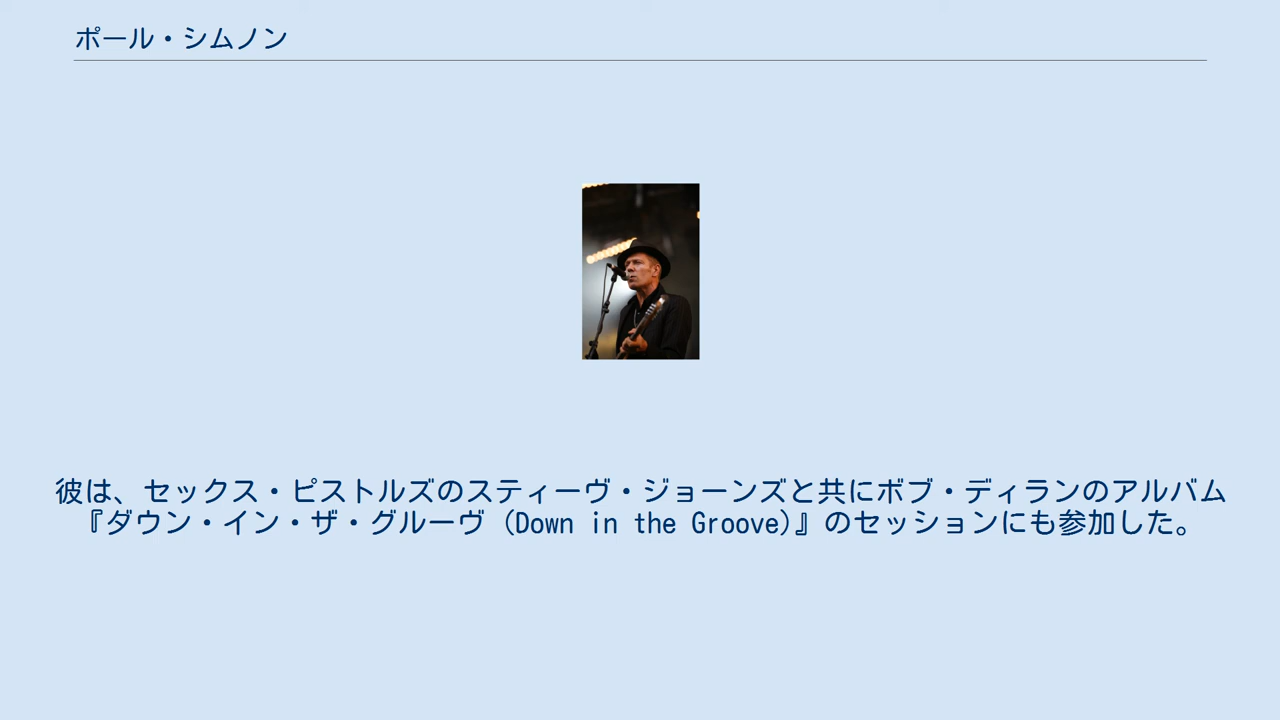 ポール・シムノン
彼は、セックス・ピストルズのスティーヴ・ジョーンズと共にボブ・ディランのアルバム
『ダウン・イン・ザ・グルーヴ (Down in the Groove)』のセッションにも参加した。